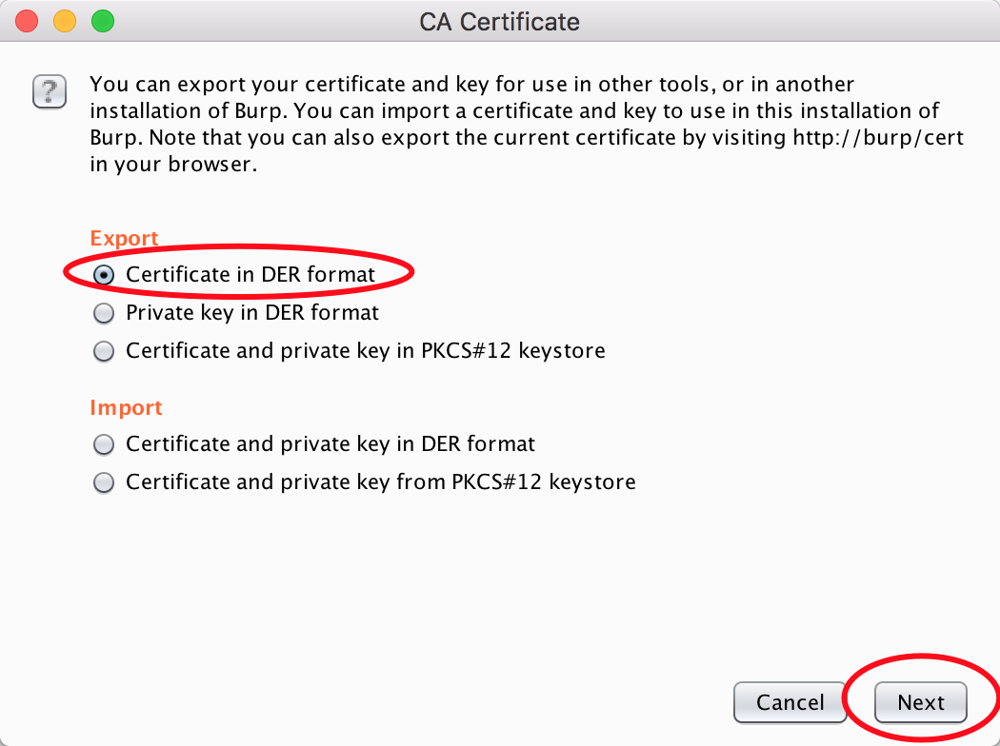 CA Certificate
?
You can export your certificate and key for use in other tools, or in another
installation of Burp. You can import a certificate and key to use in this installation of
Burp. Note that you can also export the current certificate by visiting http://burp/cert
in your browser.
Export
Certificate in DER format
Private key in DER format
Certificate and private key in PKCS#12 keystore
Import
Certificate and private key in DER format
Certificate and private key from PKCS#12 keystore
Cancel
Next